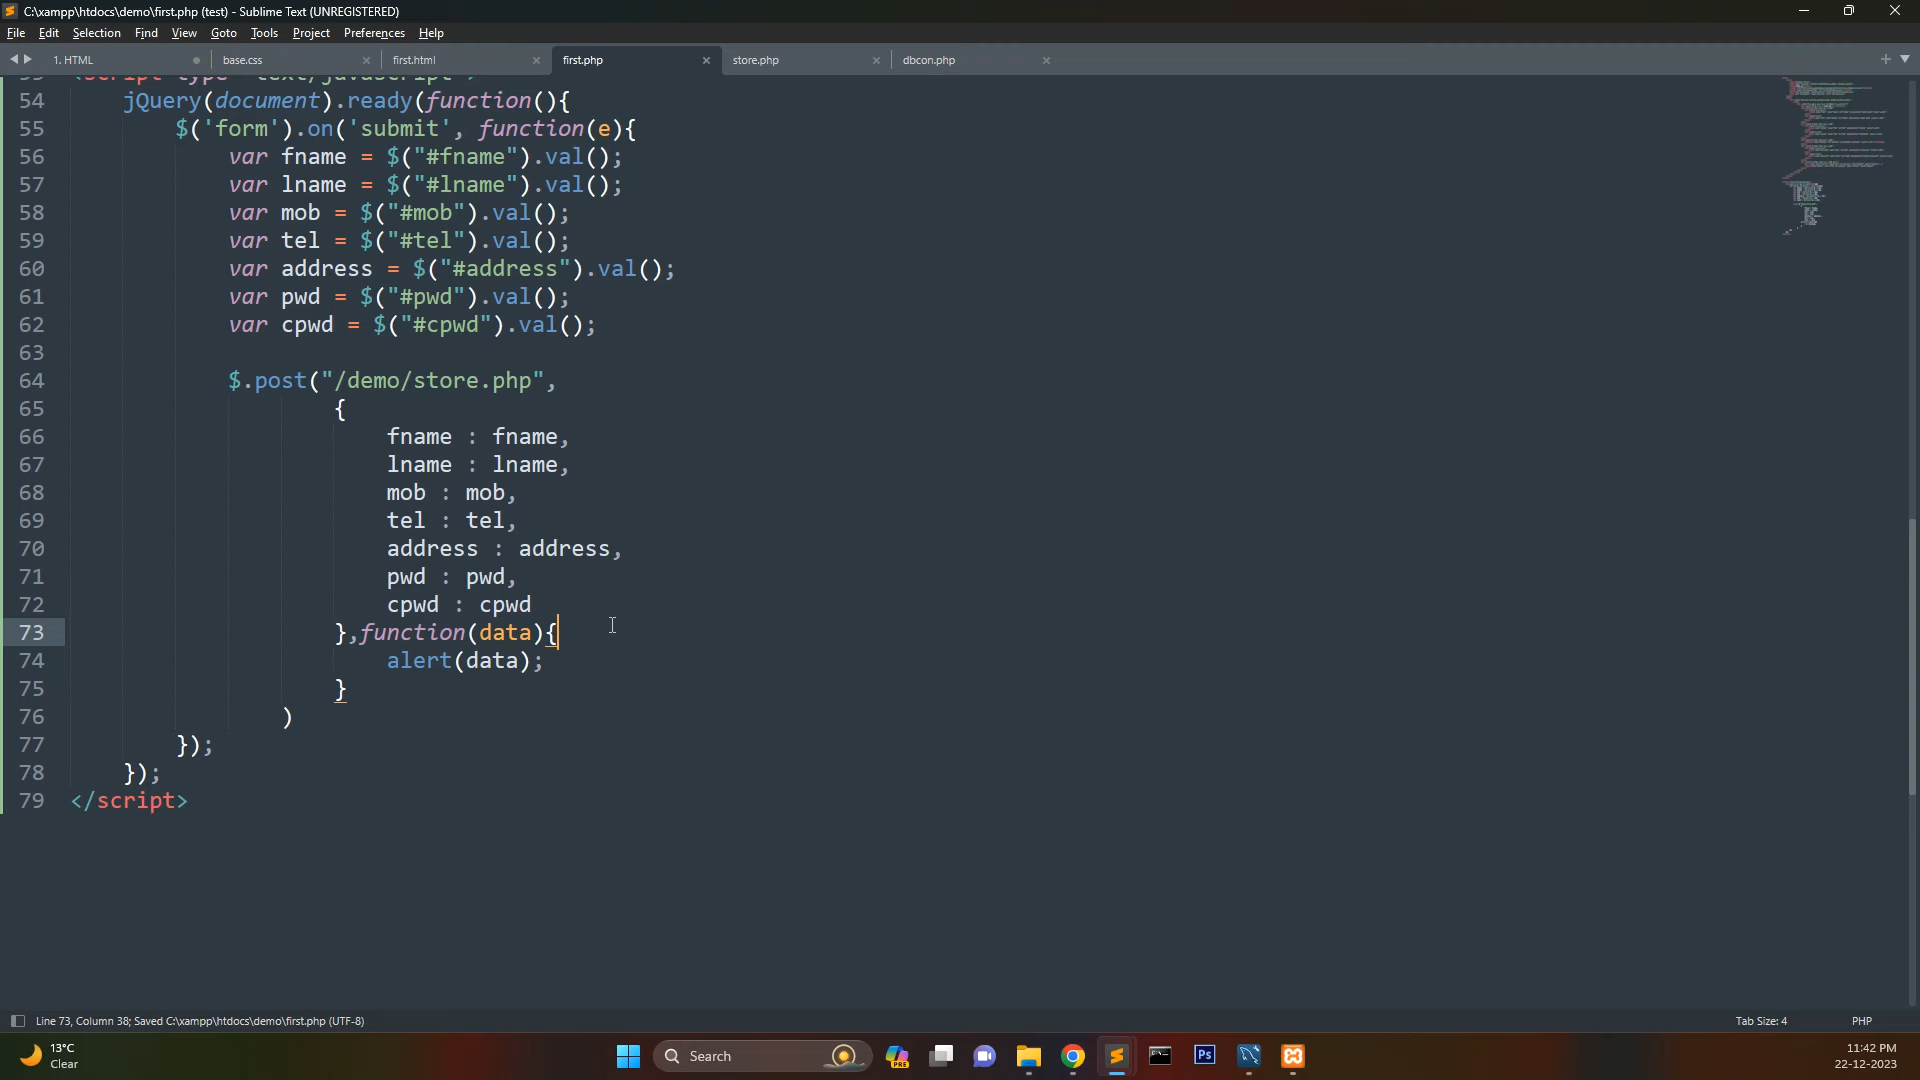 C:\xampp\htdocs\demo\first.php (test) - Sublime Text (UNREGISTERED)
File Edit Selection Find View Goto Tools Project Preferences Help
1. HTML base.css first.html first.php store.php dbcon.php
53 <script type="text/javascript">
54 jQuery(document).ready(function(){
55 $('form').on('submit', function(e){
56 var fname = $("#fname").val();
57 var lname = $("#lname").val();
58 var mob = $("#mob").val();
59 var tel = $("#tel").val();
60 var address = $("#address").val();
61 var pwd = $("#pwd").val();
62 var cpwd = $("#cpwd").val();
63
64 $.post("/demo/store.php",
65 {
66 fname : fname,
67 lname : lname,
68 mob : mob,
69 tel : tel,
70 address : address,
71 pwd : pwd,
72 cpwd : cpwd
73 },function(data){
74 alert(data);
75 }
76 )
77 });
78 });
79 </script>
Line 73, Column 38; Saved C:\xampp\htdocs\demo\first.php (UTF-8) Tab Size: 4 PHP
13°C
Clear
Search
PRE
Ps
11:42 PM
22-12-2023